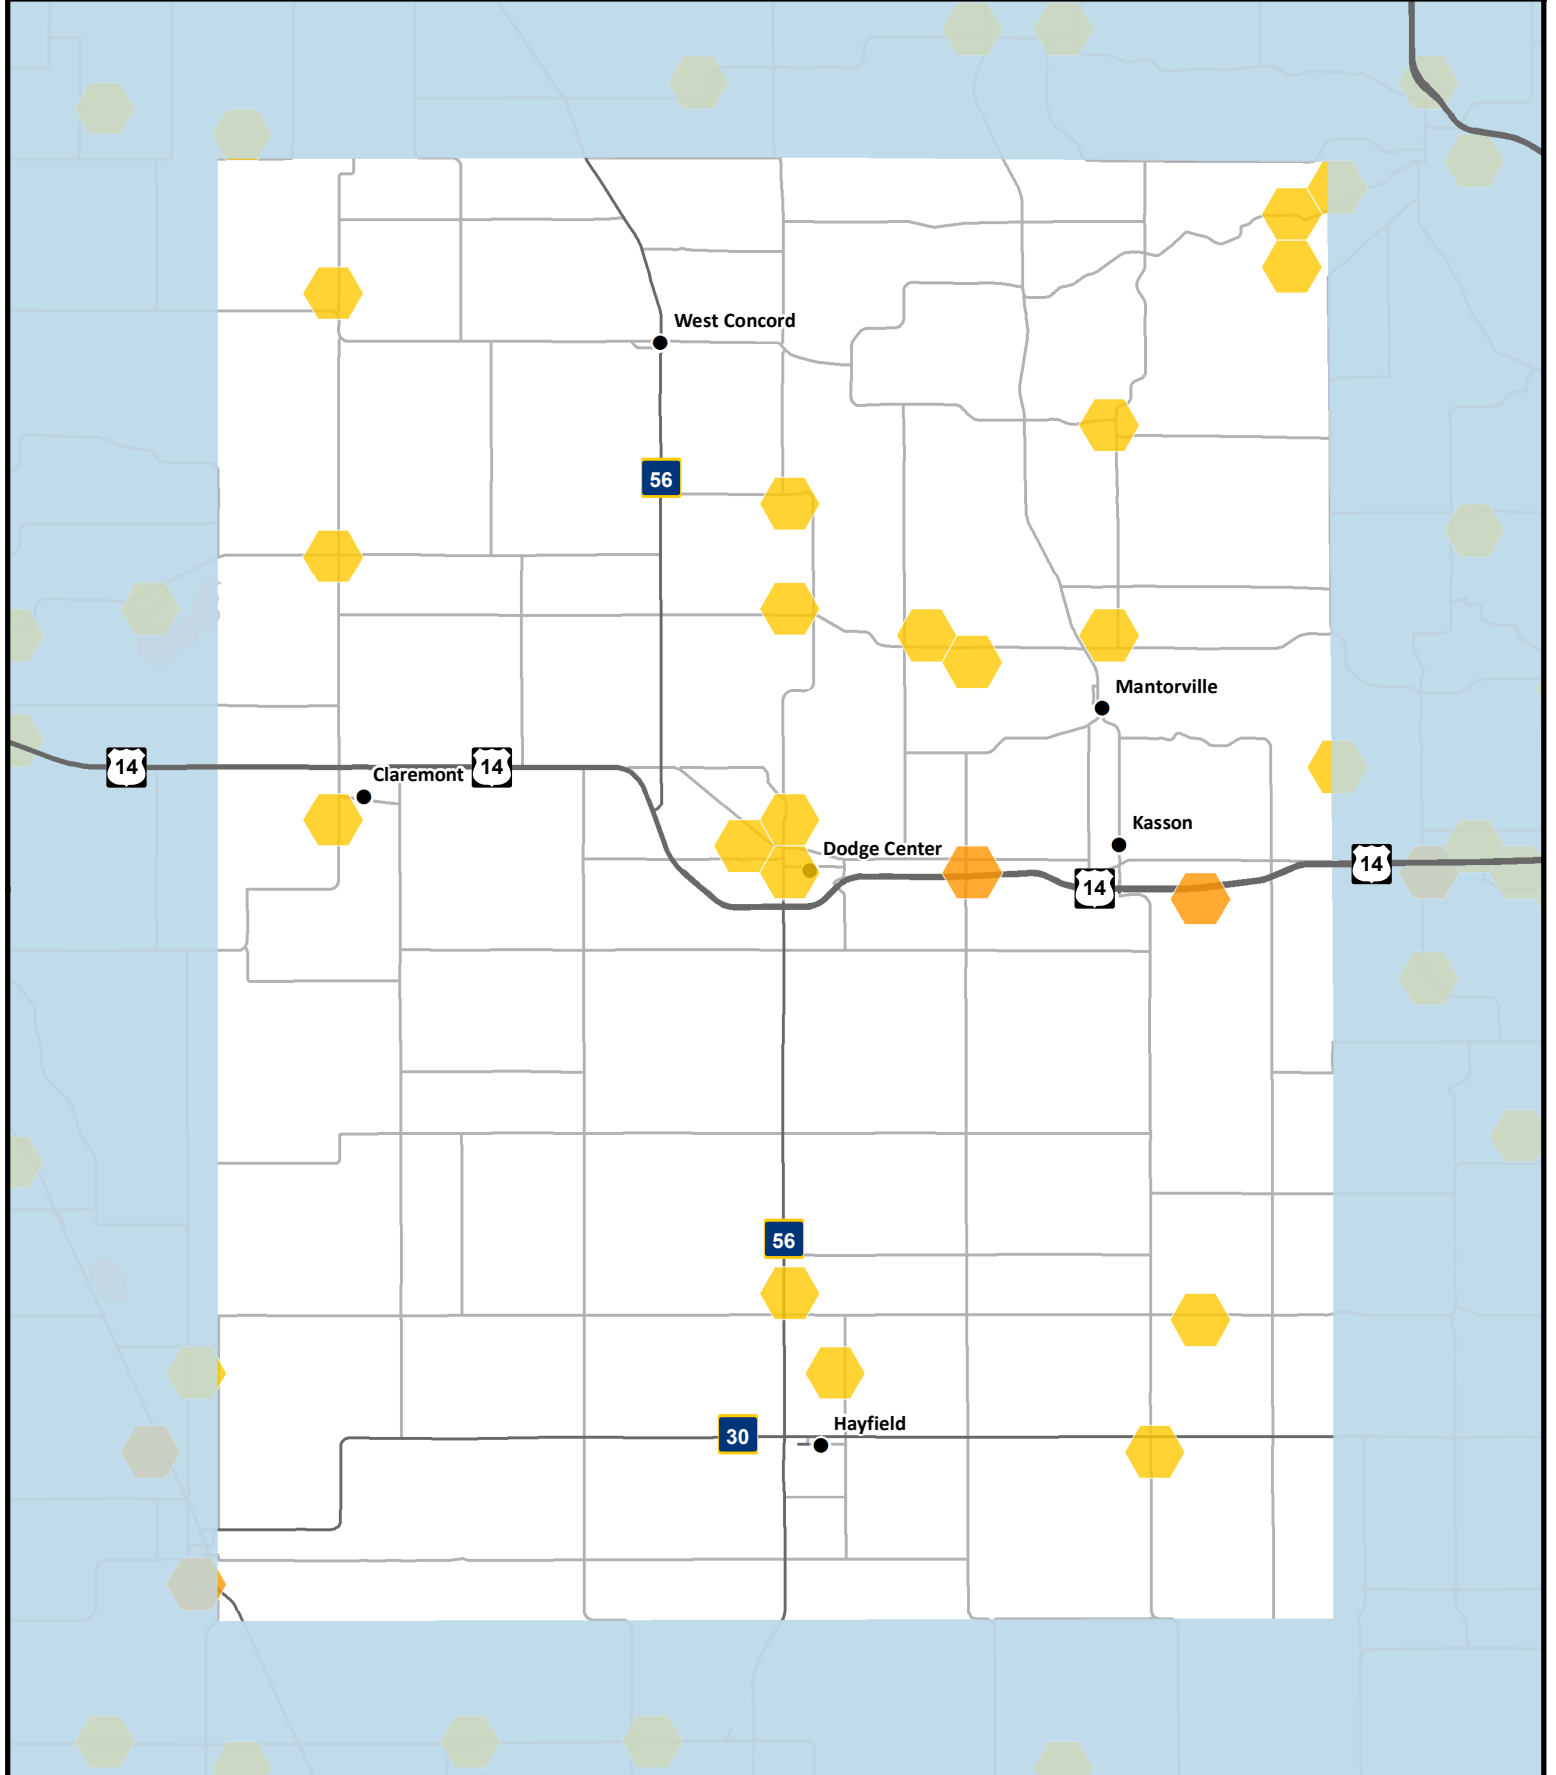 West Concord
56
Mantorville
14
14
Claremont
Kasson
Dodge Center
14
14
56
Hayfield
30